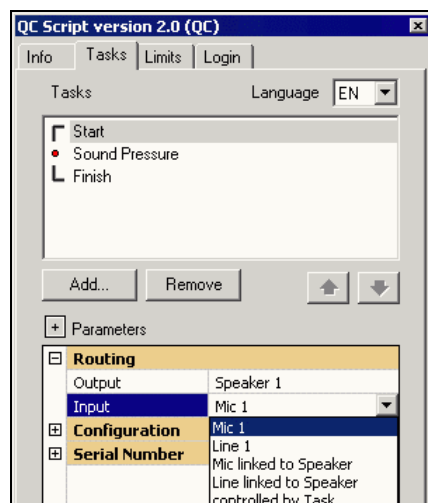 QC Script version 2.0 (QC)
Info Tasks Limits Login
Tasks Language EN
Start
Sound Pressure
Finish
Add... Remove
Parameters
Routing
Output Speaker 1
Input Mic 1
Configuration Mic 1
Serial Number Line 1
Mic linked to Speaker
Line linked to Speaker
controlled by Task